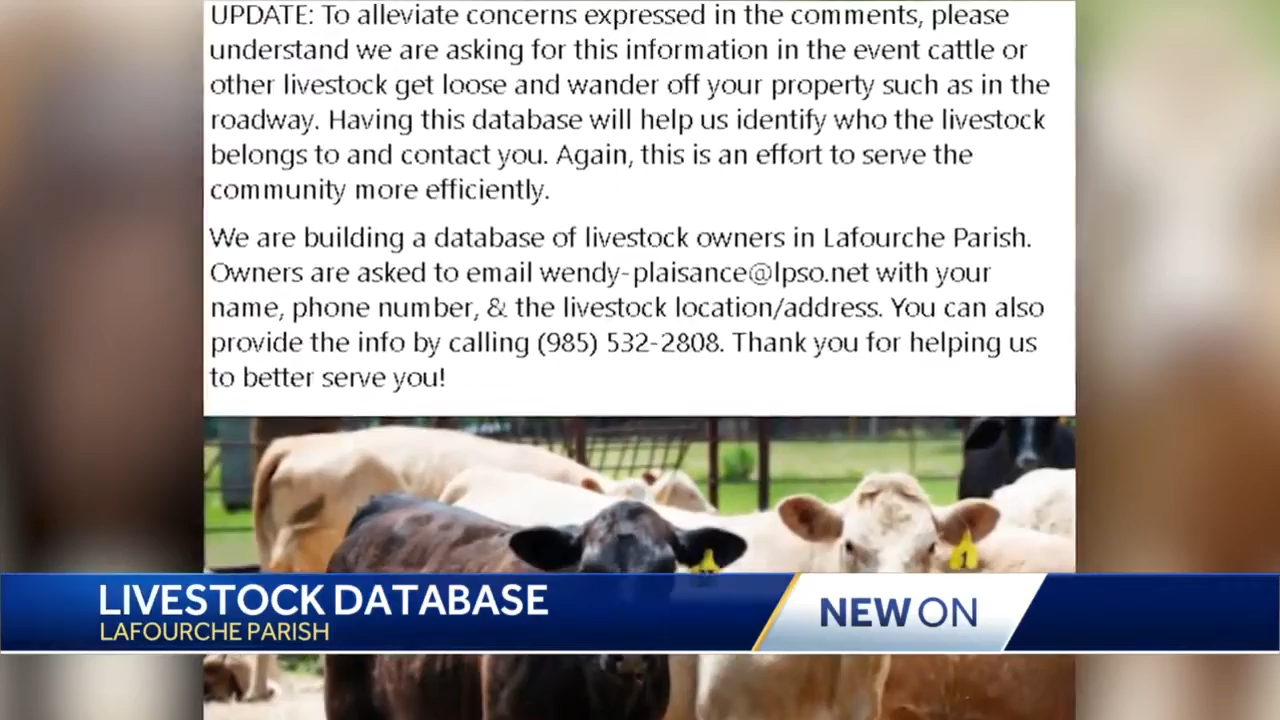 UPDATE: To alleviate concerns expressed in the comments, please
understand we are asking for this information in the event cattle or
other livestock get loose and wander off your property such as in the
roadway. Having this database will help us identify who the livestock
belongs to and contact you. Again, this is an effort to serve the
community more efficiently.
We are building a database of livestock owners in Lafourche Parish.
Owners are asked to email wendy-plaisance@lpso.net with your
name, phone number, & the livestock location/address. You can also
provide the info by calling (985) 532-2808. Thank you for helping us
to better serve you!
1
LIVESTOCK DATABASE
LAFOURCHE PARISH
NEW ON